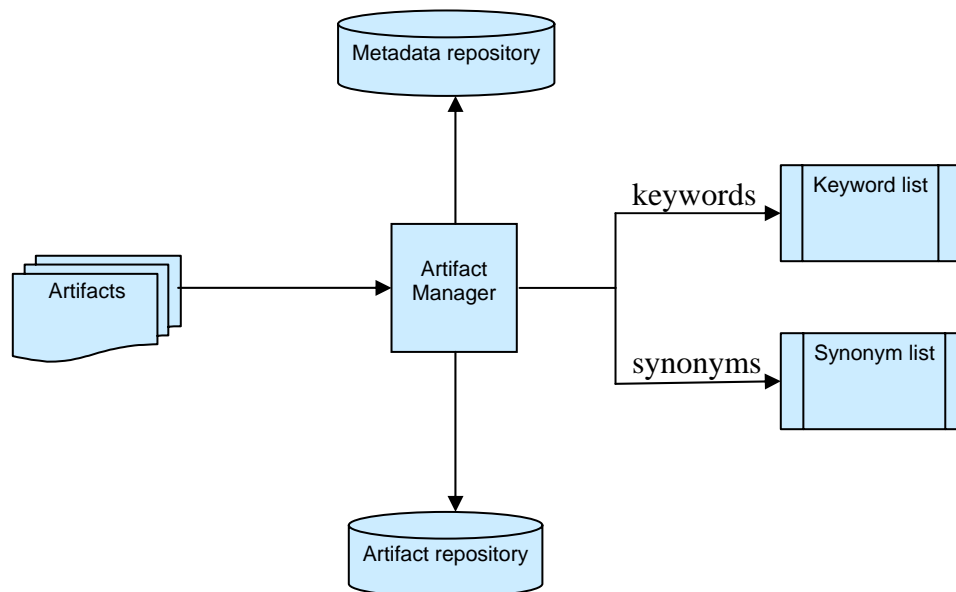 Metadata repository
keywords
Keyword list
Artifacts
Artifact
Manager
synonyms
Synonym list
Artifact repository